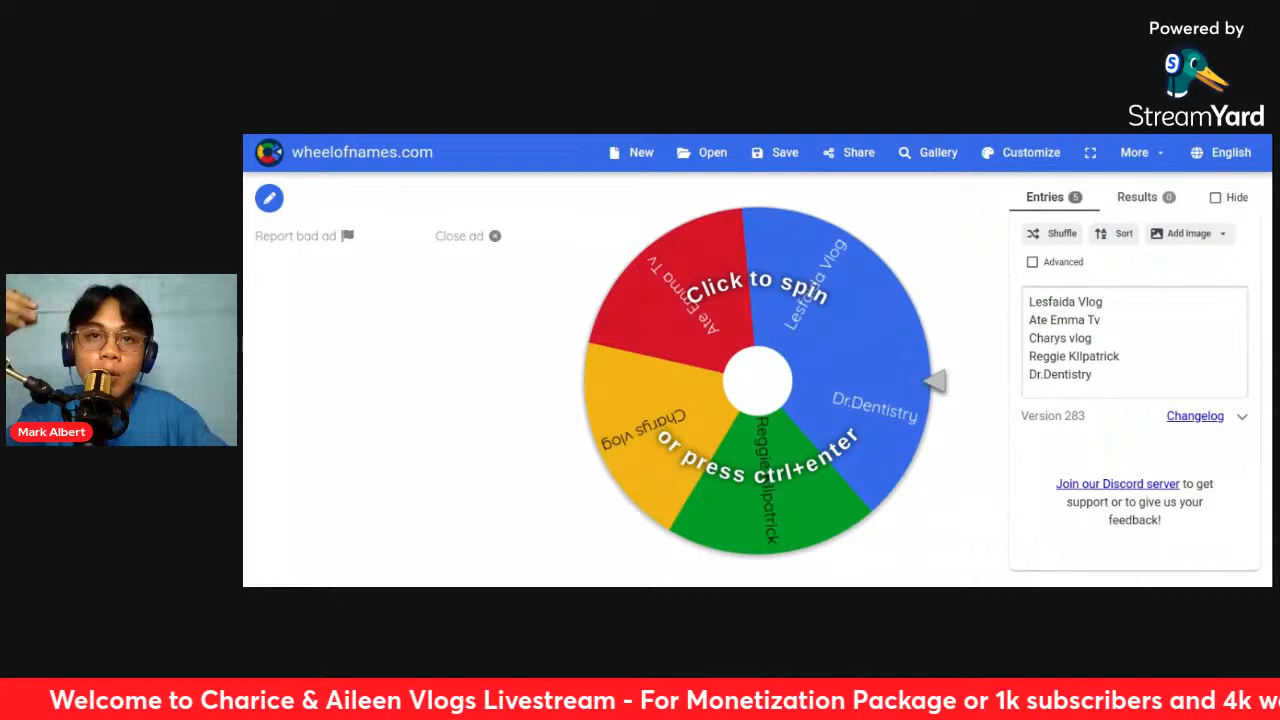 Powered by
StreamYard
wheelofnames.com
New
Open
Save
Share
Gallery
Customize
More
English
Report bad ad
Close ad
Entries 5
Results 0
Hide
Shuffle
Sort
Add image
Advanced
Lesfaida Vlog
Ate Emma Tv
Charys vlog
Reggie KIlpatrick
Dr.Dentistry
Version 283
Changelog
Join our Discord server to get
support or to give us your
feedback!
Click to spin
or press ctrl+enter
Ate Emma Tv
Lesfaida Vlog
Dr.Dentistry
Reggie KIlpatrick
Charys vlog
Mark Albert
Welcome to Charice & Aileen Vlogs Livestream - For Monetization Package or 1k subscribers and 4k w